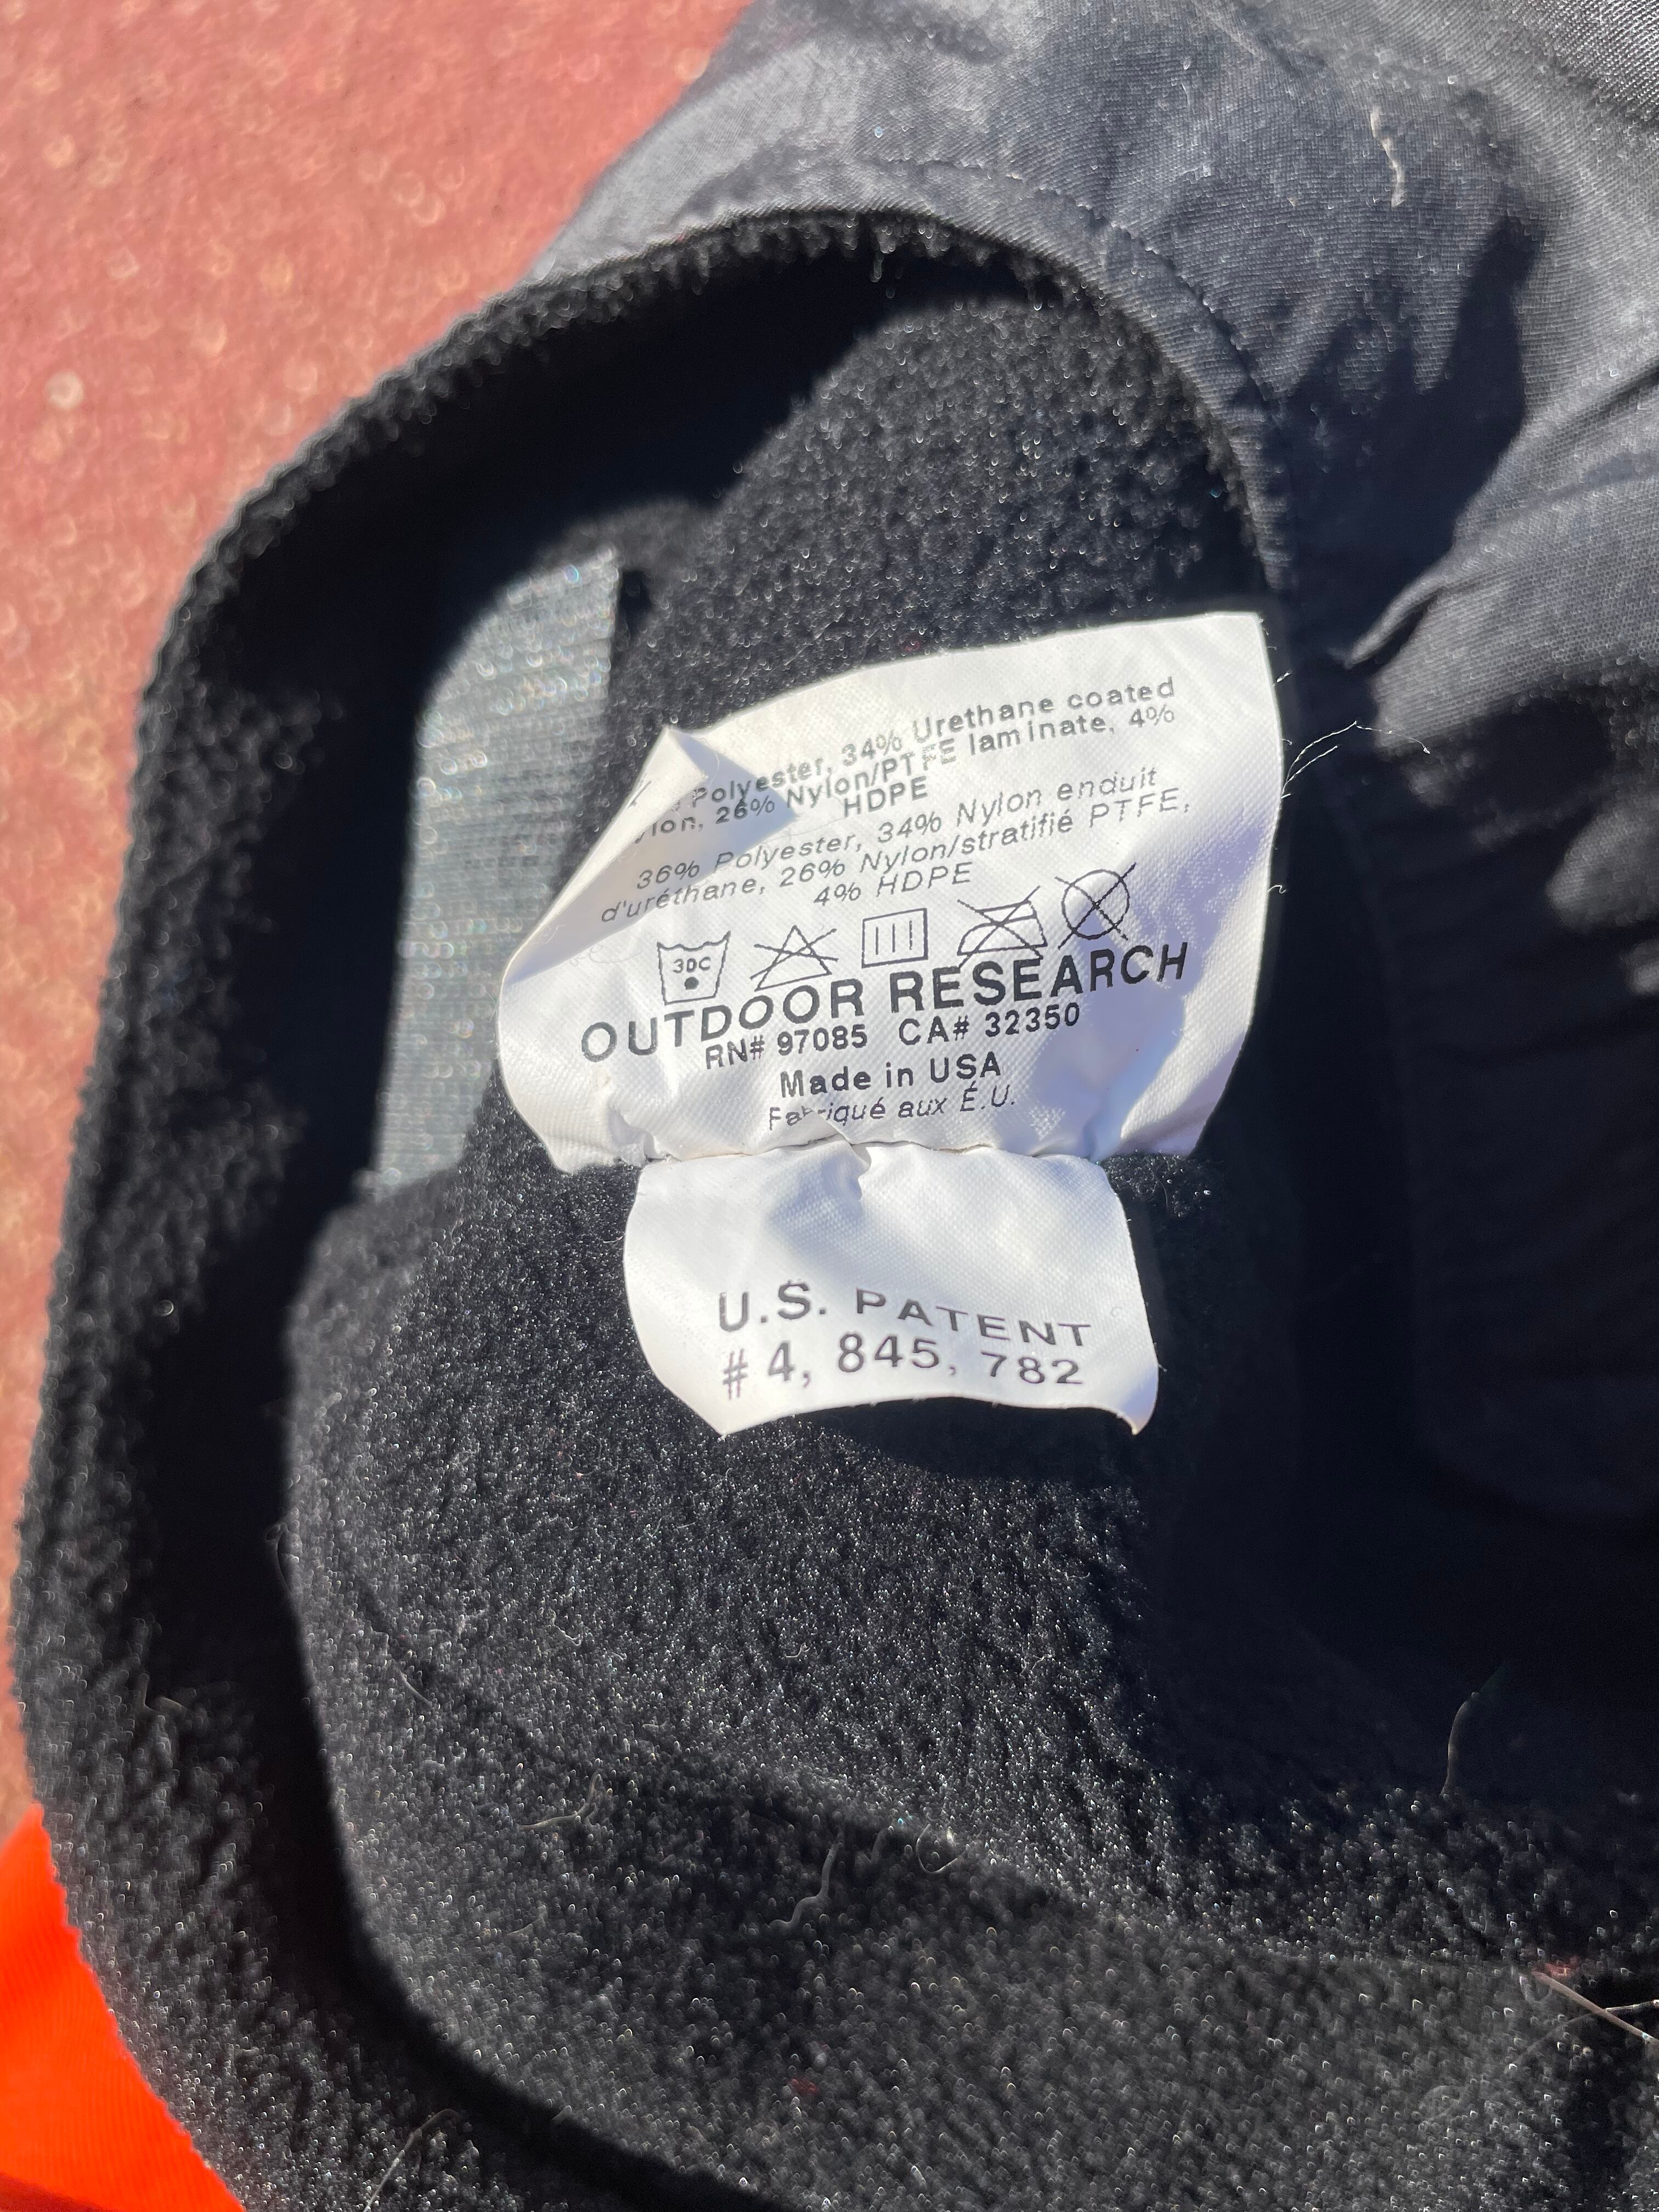 Polyester, 34% Urethane coated
26% Nylon/PTFE laminate, 4%
HDPE
36% Polyester, 34% Nylon enduit
d'uréthane, 26% Nylon/stratifié PTFE,
4% HDPE
3DC
OUTDOOR RESEARCH
RN# 97085 CA# 32350
Made in USA
Fabriqué aux É.U.
U.S. PATENT
# 4, 845, 782